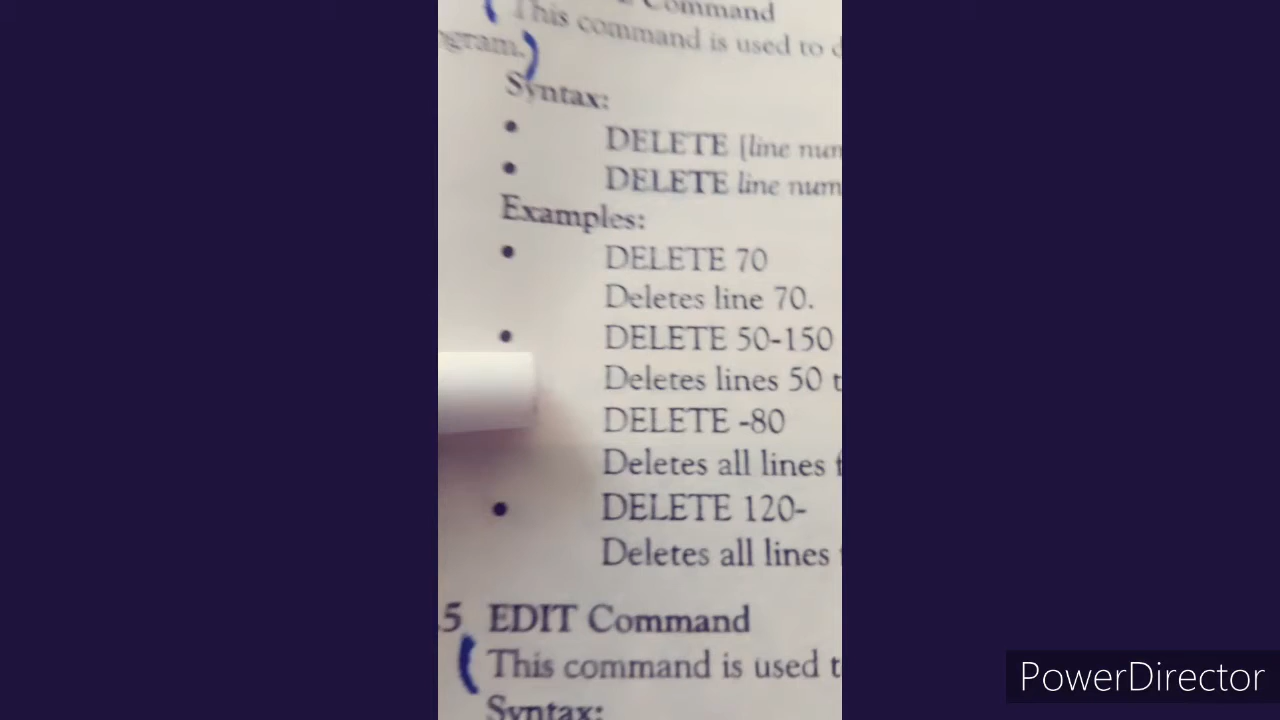 Command
This command is used to
Syntax:
• DELETE [line
• DELETE line
Examples:
• DELETE 70
Deletes line 70.
• DELETE 50-150
Deletes lines 50
DELETE -80
Deletes all lines
• DELETE 120-
Deletes all lines
5 EDIT Command
This command is used
Syntax:
PowerDirector